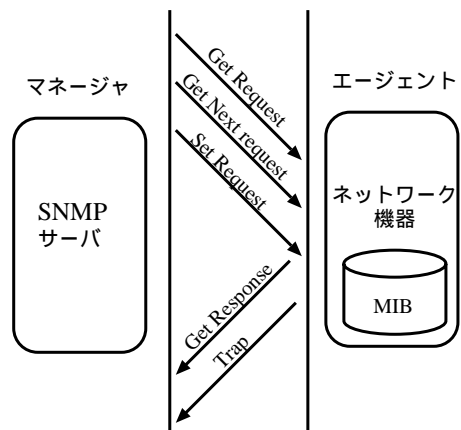 マネージャ
SNMP
サーバ
Get Request
Get Next request
Set Request
Get Response
Trap
エージェント
ネットワーク
機器
MIB